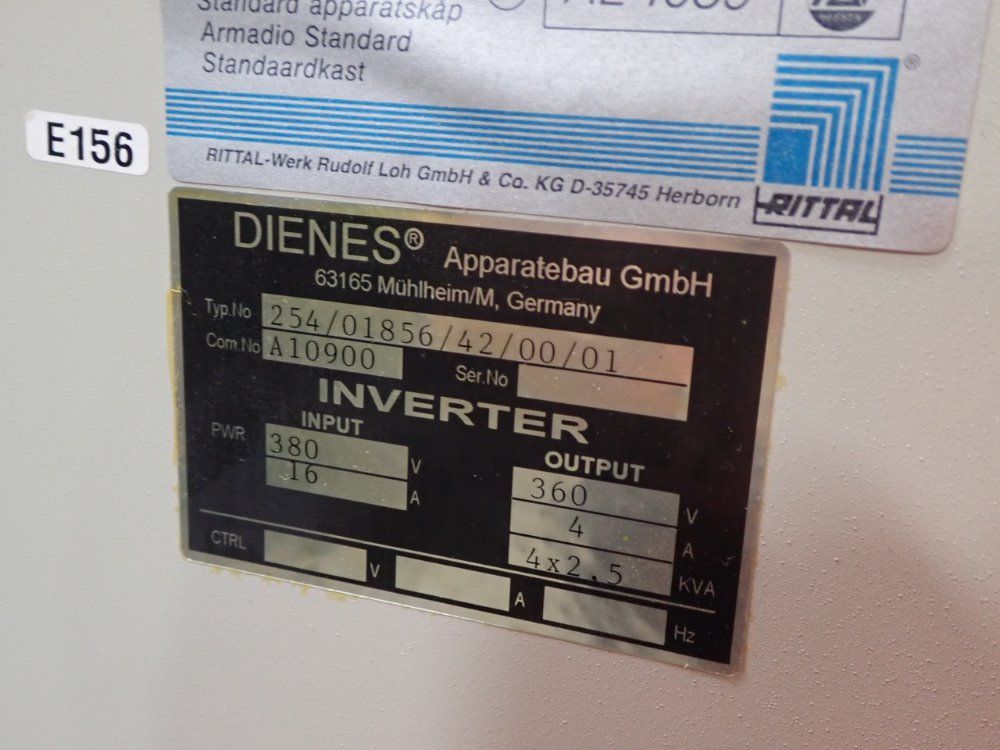 Standard apparatskåp
Armadio Standard
Standaardkast
®
E156
RITTAL-Werk Rudolf Loh GmbH & Co. KG D-35745 Herborn
RITTAL
DIENES® Apparatebau GmbH
63165 Mühlheim/M, Germany
Typ.No 254/01856/42/00/01
Com.No A10900 Ser.No
INVERTER
INPUT OUTPUT
PWR 380 V 360 V
16 A 4 A
4x2.5 KVA
CTRL V A Hz